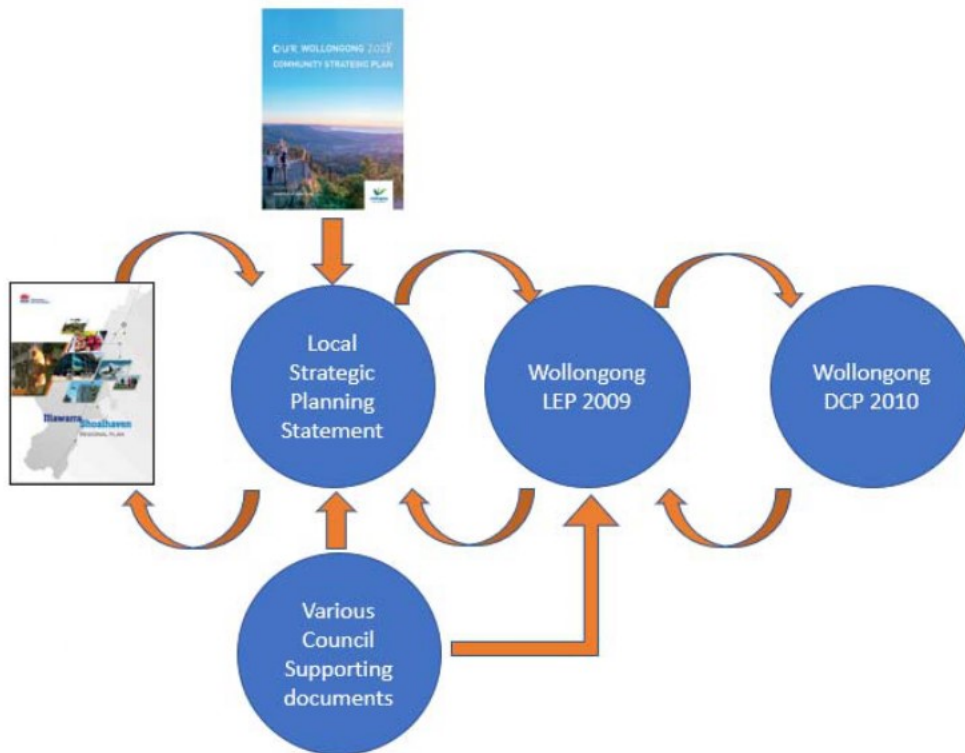 OUR WOLLONGONG 2028
COMMUNITY STRATEGIC PLAN
Illawarra
Shoalhaven
REGIONAL PLAN
Local
Strategic
Planning
Statement
Wollongong
LEP 2009
Wollongong
DCP 2010
Various
Council
Supporting
documents